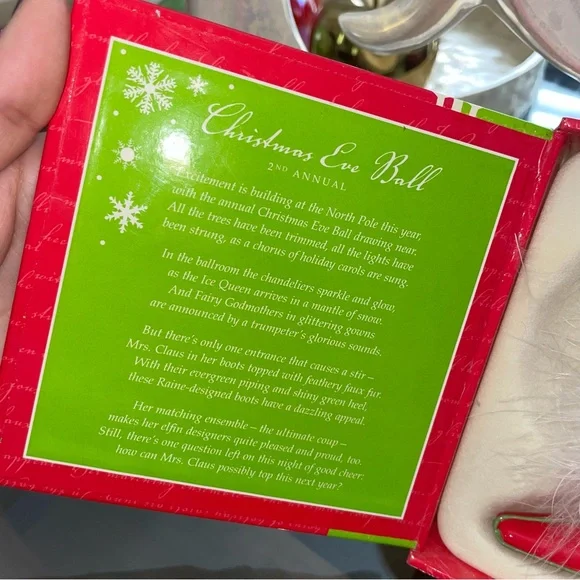 Christmas Eve Ball
2ND ANNUAL
Excitement is building at the North Pole this year,
with the annual Christmas Eve Ball drawing near.
All the trees have been trimmed, all the lights have
been strung, as a chorus of holiday carols are sung.
In the ballroom the chandeliers sparkle and glow,
as the Ice Queen arrives in a mantle of snow.
And Fairy Godmothers in glittering gowns
are announced by a trumpeter's glorious sounds.
But there's only one entrance that causes a stir –
Mrs. Claus in her boots topped with feathery faux fur.
With their evergreen piping and shiny green heel,
these Raine-designed boots have a dazzling appeal.
Her matching ensemble – the ultimate coup –
makes her elfin designers quite pleased and proud, too.
Still, there's one question left on this night of good cheer:
how can Mrs. Claus possibly top this next year?